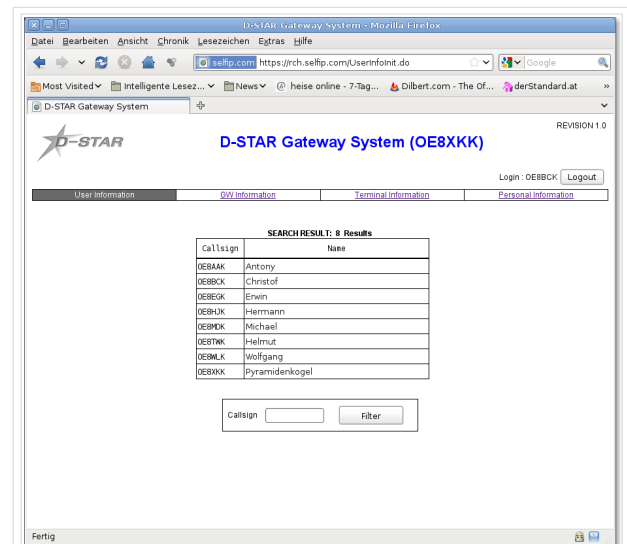 D-STAR Gateway System - Mozilla Firefox
Datei Bearbeiten Ansicht Chronik Lesezeichen Extras Hilfe
selfip.com https://rch.selfip.com/UserInfoInit.do Google
Most Visited Intelligente Lesez... News heise online - 7-Tag... Dilbert.com - The Of... derStandard.at »
D-STAR Gateway System
REVISION 1.0
D-STAR
D-STAR Gateway System (OE8XKK)
Login : OE8BCK Logout
User Information GW Information Terminal Information Personal Information
SEARCH RESULT: 8 Results
Callsign Name
OE8AAK Antony
OE8BCK Christof
OE8EGK Erwin
OE8HJK Hermann
OE8MDK Michael
OE8TWK Helmut
OE8WLK Wolfgang
OE8XKK Pyramidenkogel
Callsign Filter
Fertig